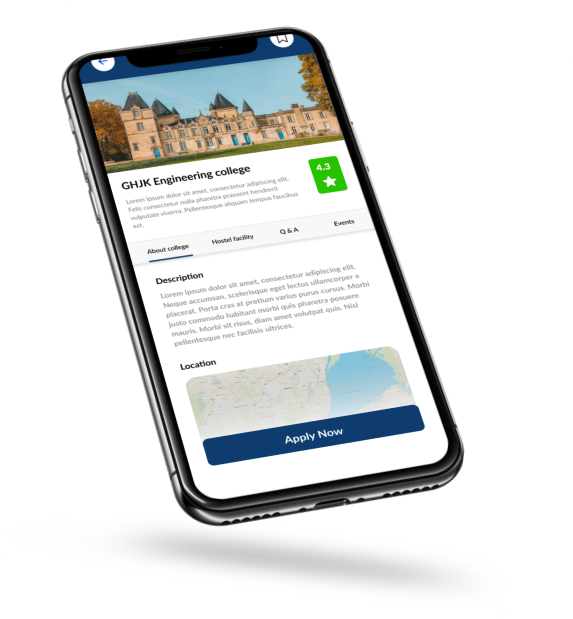 GHJK Engineering college
4.3
Lorem ipsum dolor sit amet, consectetur adipiscing elit.
Felis consectetur nulla pharetra praesent hendrerit
vulputate viverra. Pellentesque aliquam tempus faucibus
est.
About college
Hostel facility
Q & A
Events
Description
Lorem ipsum dolor sit amet, consectetur adipiscing elit.
Neque accumsan, scelerisque eget lectus ullamcorper a
placerat. Porta cras at pretium varius purus cursus. Morbi
justo commodo habitant morbi quis pharetra posuere
mauris. Morbi sit risus, diam amet volutpat quis. Nisl
pellentesque nec facilisis ultrices.
Location
Apply Now